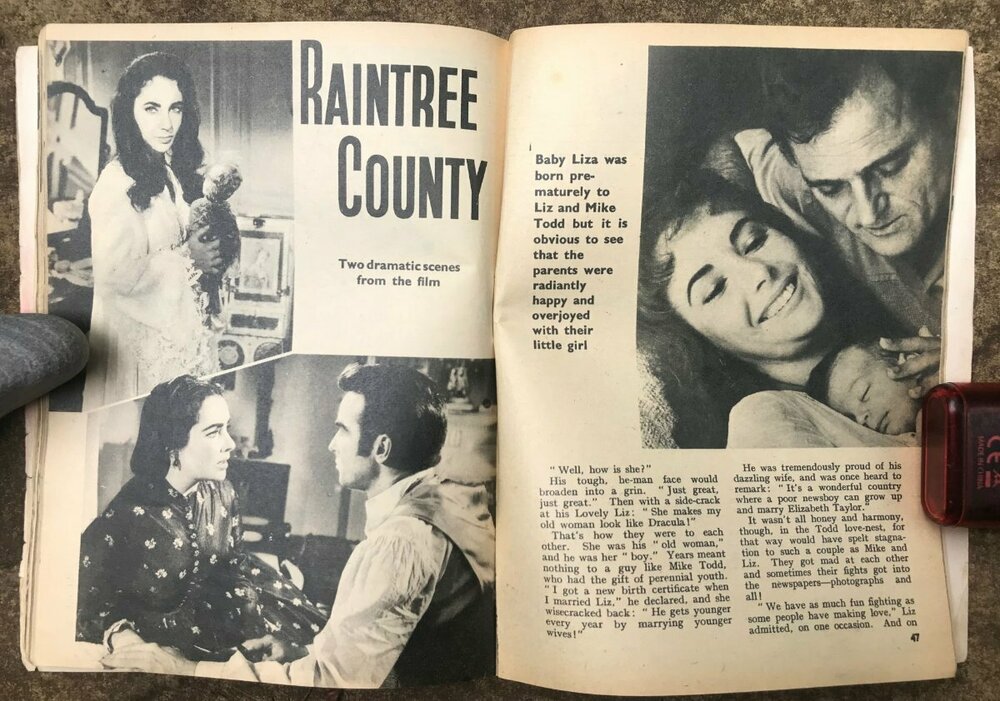 RAINTREE
COUNTY
Two dramatic scenes
from the film
Baby Liza was
born pre-
maturely to
Liz and Mike
Todd but it is
obvious to see
that the
parents were
radiantly
happy and
overjoyed
with their
little girl
" Well, how is she?"
His tough, he-man face would
broaden into a grin. " Just great,
just great." Then with a side-crack
at his Lovely Liz: " She makes my
old woman look like Dracula!"
That's how they were to each
other. She was his " old woman,"
and he was her " boy." Years meant
nothing to a guy like Mike Todd,
who had the gift of perennial youth.
" I got a new birth certificate when
I married Liz," he declared, and she
wisecracked back: " He gets younger
every year by marrying younger
wives!"
He was tremendously proud of his
dazzling wife, and was once heard to
remark: " It's a wonderful country
where a poor newsboy can grow up
and marry Elizabeth Taylor."
It wasn't all honey and harmony,
though, in the Todd love-nest, for
that way would have spelt stagna-
tion to such a couple as Mike and
Liz. They got mad at each other
and sometimes their fights got into
the newspapers—photographs and
all!
" We have as much fun fighting as
some people have making love," Liz
admitted, on one occasion. And on
47
CE
MADE IN CHINA